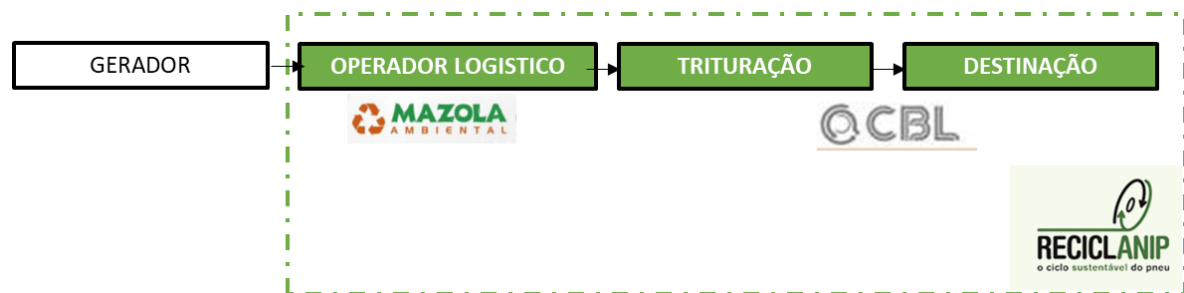 GERADOR
OPERADOR LOGISTICO
TRITURAÇÃO
DESTINAÇÃO
MAZOLA
AMBIENTAL
CBL
RECICLANIP
o ciclo sustentável do pneu